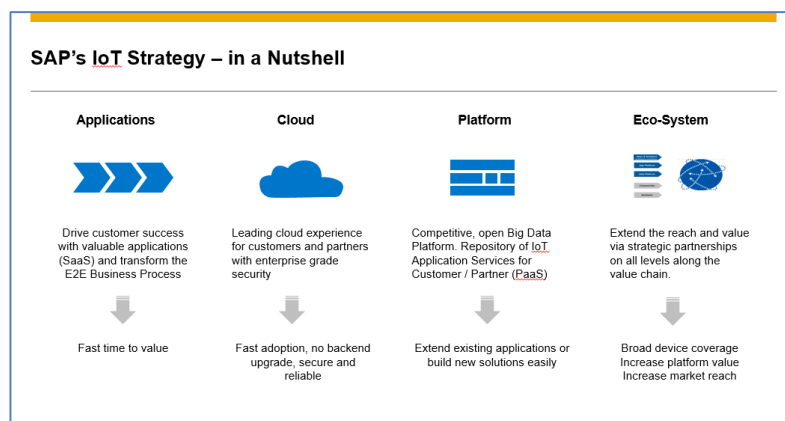 SAP's IoT Strategy – in a Nutshell
Applications
Cloud
Platform
Eco-System
Drive customer success
with valuable applications
(SaaS) and transform the
E2E Business Process
Leading cloud experience
for customers and partners
with enterprise grade
security
Competitive, open Big Data
Platform. Repository of IoT
Application Services for
Customer / Partner (PaaS)
Extend the reach and value
via strategic partnerships
on all levels along the
value chain.
Fast time to value
Fast adoption, no backend
upgrade, secure and
reliable
Extend existing applications or
build new solutions easily
Broad device coverage
Increase platform value
Increase market reach